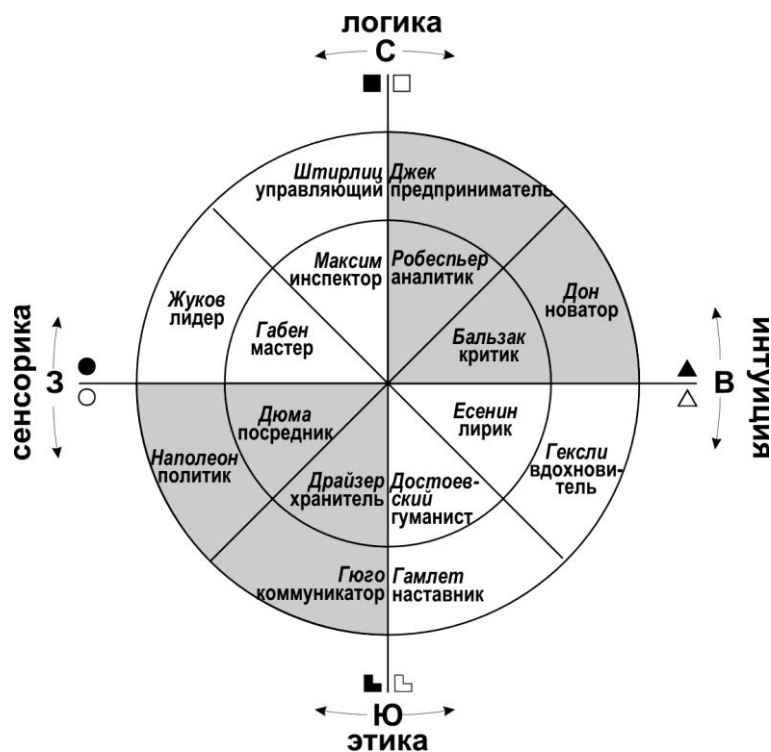 логика
С
Штирлиц
управляющий
Джек
предприниматель
Максим
инспектор
Робеспьер
аналитик
Жуков
лидер
Габен
мастер
Дон
новатор
Бальзак
критик
сенсорика
З
В
интуиция
Дюма
посредник
Есенин
лирик
Наполеон
политик
Гексли
вдохнови-
тель
Драйзер
хранитель
Достоев-
ский
гуманист
Гюго
коммуникатор
Гамлет
наставник
Ю
этика